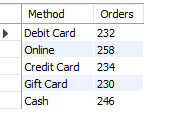 Method Orders
Debit Card 232
Online 258
Credit Card 234
Gift Card 230
Cash 246